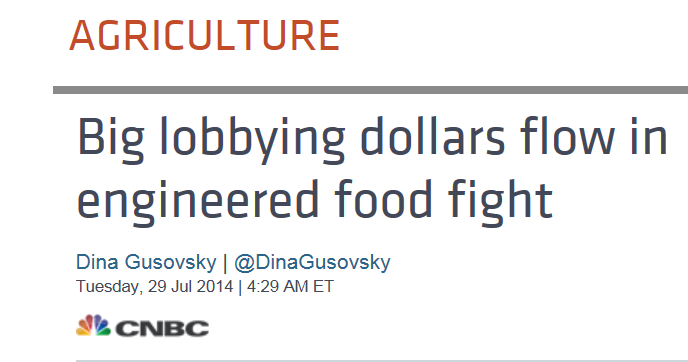 AGRICULTURE
Big lobbying dollars flow in
engineered food fight
Dina Gusovsky | @DinaGusovsky
Tuesday, 29 Jul 2014 | 4:29 AM ET
CNBC